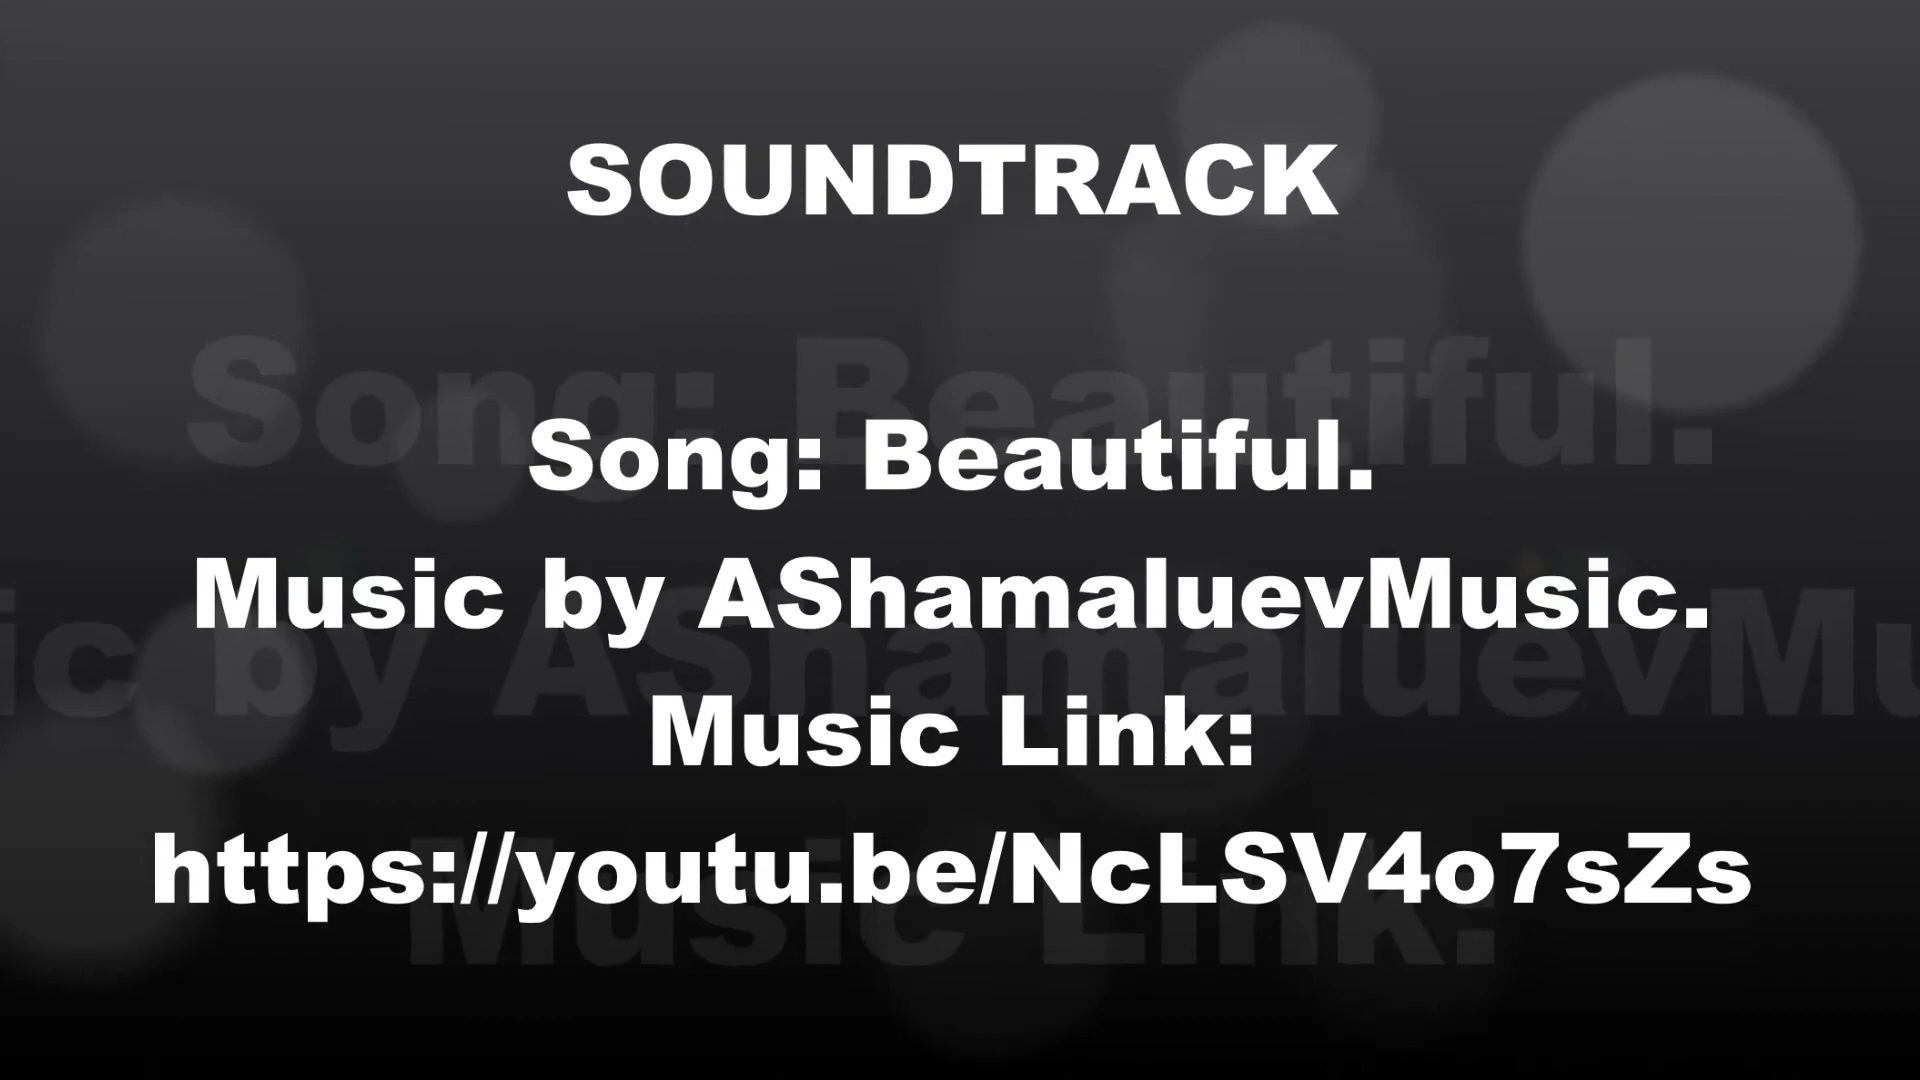 SOUNDTRACK
Song: Beautiful.
Music by AShamaluevMusic.
Music Link:
https://youtu.be/NcLSV4o7sZs